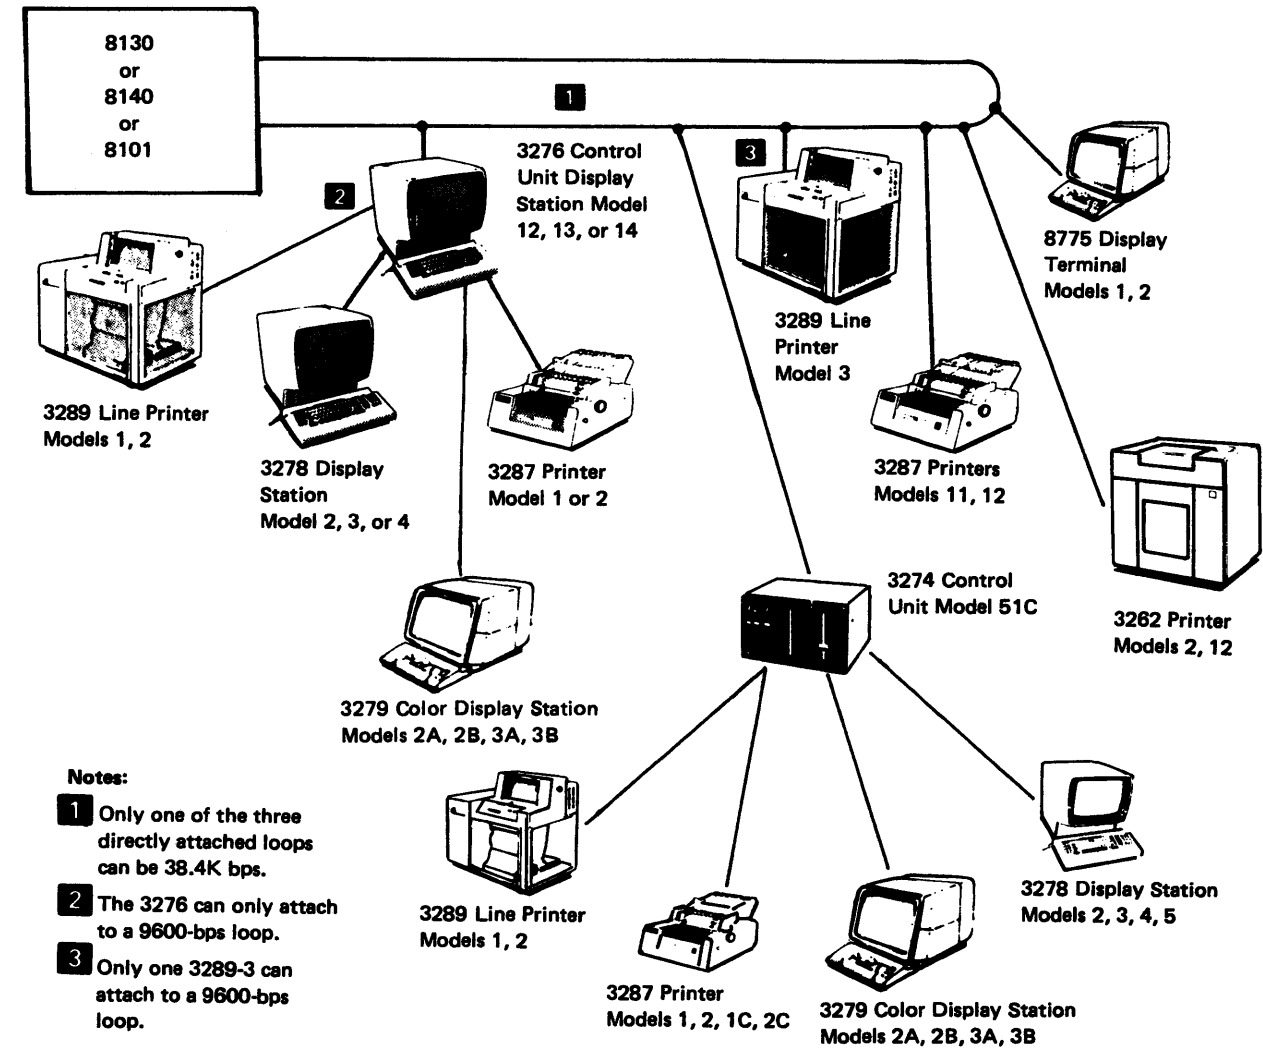 8130
or
8140
or
8101
1
3276 Control
Unit Display
Station Model
12, 13, or 14
2
3
8775 Display
Terminal
Models 1, 2
3289 Line
Printer
Model 3
3289 Line Printer
Models 1, 2
3278 Display
Station
Model 2, 3, or 4
3287 Printer
Model 1 or 2
3287 Printers
Models 11, 12
3262 Printer
Models 2, 12
3274 Control
Unit Model 51C
3279 Color Display Station
Models 2A, 2B, 3A, 3B
3289 Line Printer
Models 1, 2
3287 Printer
Models 1, 2, 1C, 2C
3279 Color Display Station
Models 2A, 2B, 3A, 3B
3278 Display Station
Models 2, 3, 4, 5
Notes:
1 Only one of the three
directly attached loops
can be 38.4K bps.
2 The 3276 can only attach
to a 9600-bps loop.
3 Only one 3289-3 can
attach to a 9600-bps
loop.